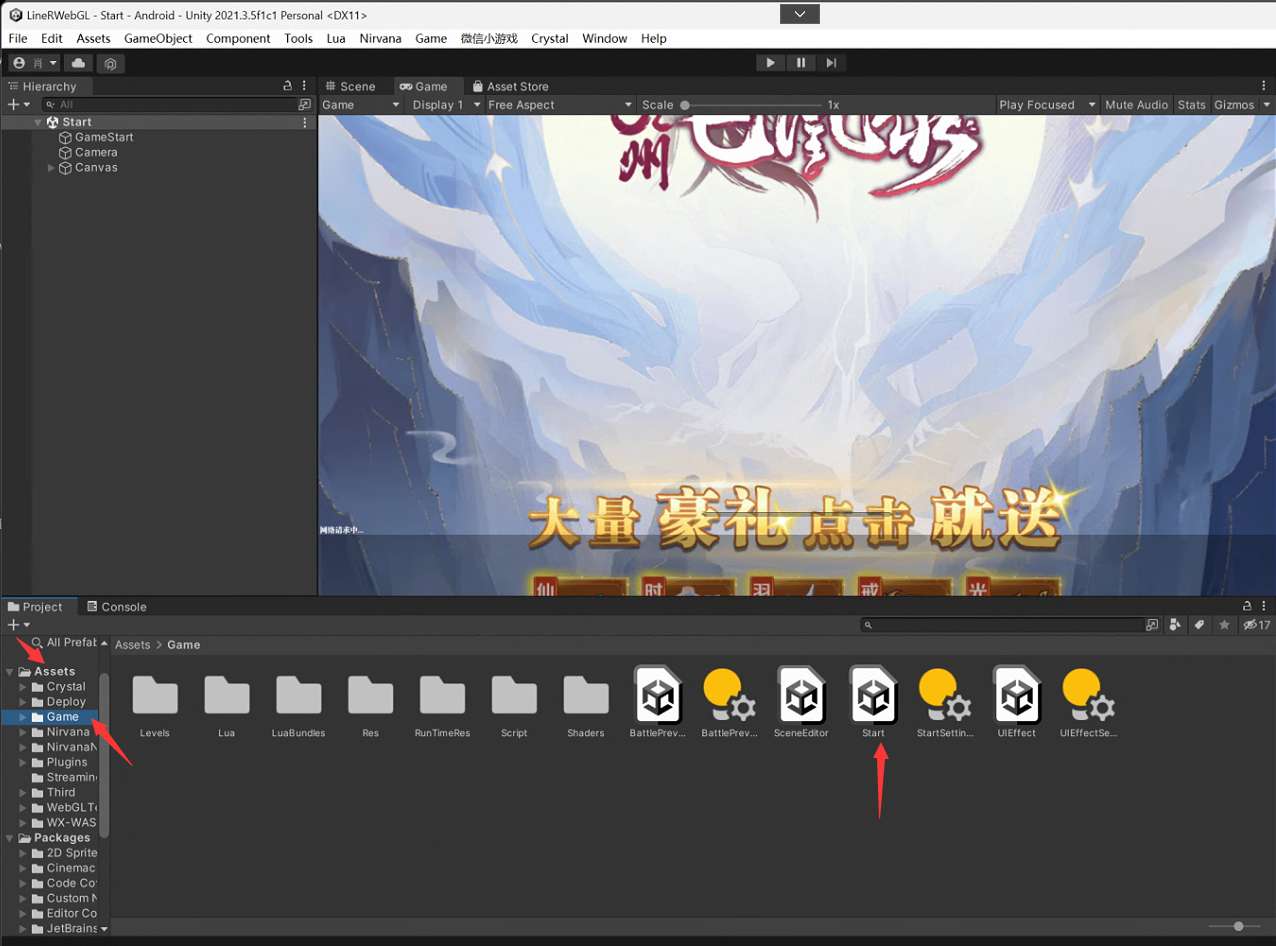 LineRWebGL - Start - Android - Unity 2021.3.5f1c1 Personal <DX11>
File Edit Assets GameObject Component Tools Lua Nirvana Game 微信小游戏 Crystal Window Help
肖
Hierarchy
All
Start
GameStart
Camera
Canvas
Scene Game Asset Store
Game Display 1 Free Aspect Scale 1x Play Focused Mute Audio Stats Gizmos
州
网络请求中...
大量豪礼点击就送
仙 时 羽 戒 光
Project Console
17
All Prefab
Assets
Crystal
Deploy
Game
Nirvana
NirvanaN
Plugins
Streaming
Third
WebGLTe
WX-WAS
Packages
2D Sprite
Cinemac
Code Co
Custom N
Editor Co
JetBrains
Assets > Game
Levels Lua LuaBundles Res RunTimeRes Script Shaders BattlePrev... BattlePrev... SceneEditor Start StartSettin... UIEffect UIEffectSe...